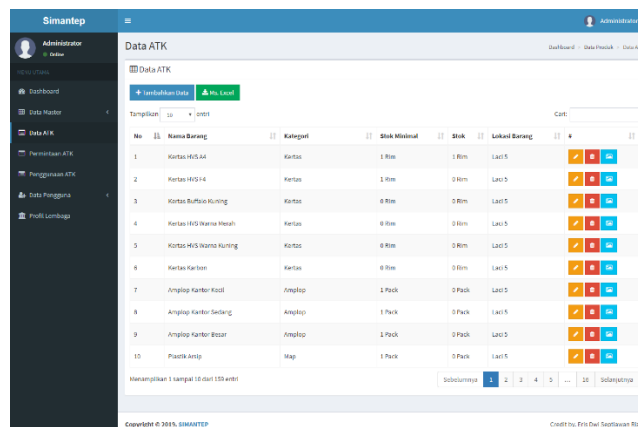 Simantep
Administrator
Administrator
Online
MENU UTAMA
Dashboard
Data Master
Data ATK
Permintaan ATK
Penggunaan ATK
Data Pengguna
Profil Lembaga
Data ATK
Dashboard > Data Produk > Data A
Data ATK
+ Tambahkan Data
Ms. Excel
Tampilkan 10 entri
Cari:
No Nama Barang Kategori Stok Minimal Stok Lokasi Barang #
1 Kertas HVS A4 Kertas 1 Rim 1 Rim Laci 5
2 Kertas HVS F4 Kertas 1 Rim 0 Rim Laci 5
3 Kertas Buffalo Kuning Kertas 0 Rim 0 Rim Laci 5
4 Kertas HVS Warna Merah Kertas 0 Rim 0 Rim Laci 5
5 Kertas HVS Warna Kuning Kertas 0 Rim 0 Rim Laci 5
6 Kertas Karbon Kertas 0 Rim 0 Rim Laci 5
7 Amplop Kantor Kecil Amplop 1 Pack 0 Pack Laci 5
8 Amplop Kantor Sedang Amplop 1 Pack 0 Pack Laci 5
9 Amplop Kantor Besar Amplop 1 Pack 0 Pack Laci 5
10 Plastik Arsip Map 1 Pack 0 Pack Laci 5
Menampilkan 1 sampai 10 dari 159 entri
Sebelumnya 1 2 3 4 5 ... 16 Selanjutnya
Copyright © 2019. SIMANTEP
Credit by. Eris Dwi Septiawan